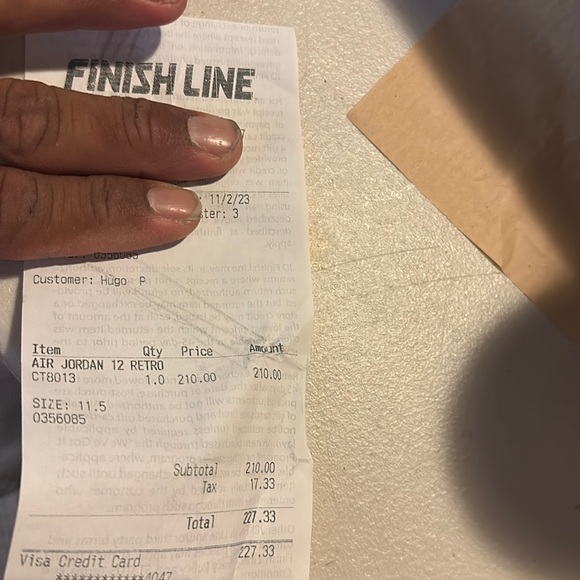 FINISH LINE
11/2/23
ster: 3
0356085
Customer: Hugo P
Item Qty Price Amount
AIR JORDAN 12 RETRO
CT8013 1.0 210.00 210.00
SIZE: 11.5
0356085
Subtotal 210.00
Tax 17.33
Total 227.33
Visa Credit Card 227.33
************4047